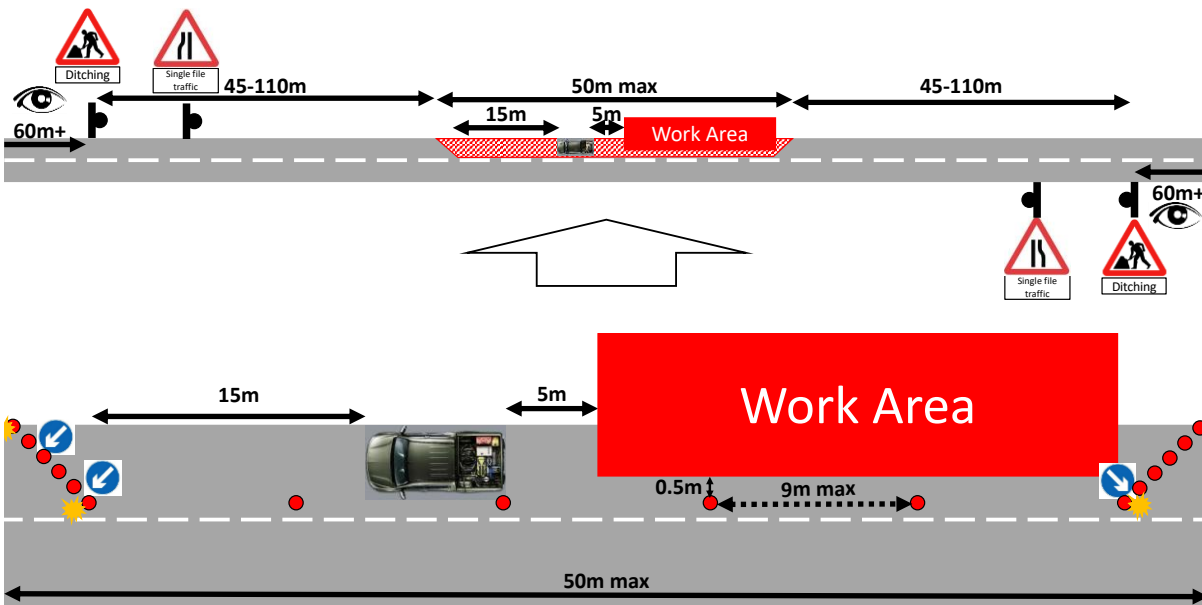 Ditching
Single file
traffic
45-110m
50m max
45-110m
60m+
15m
5m
Work Area
60m+
Single file
traffic
Ditching
15m
5m
Work Area
0.5m
9m max
50m max